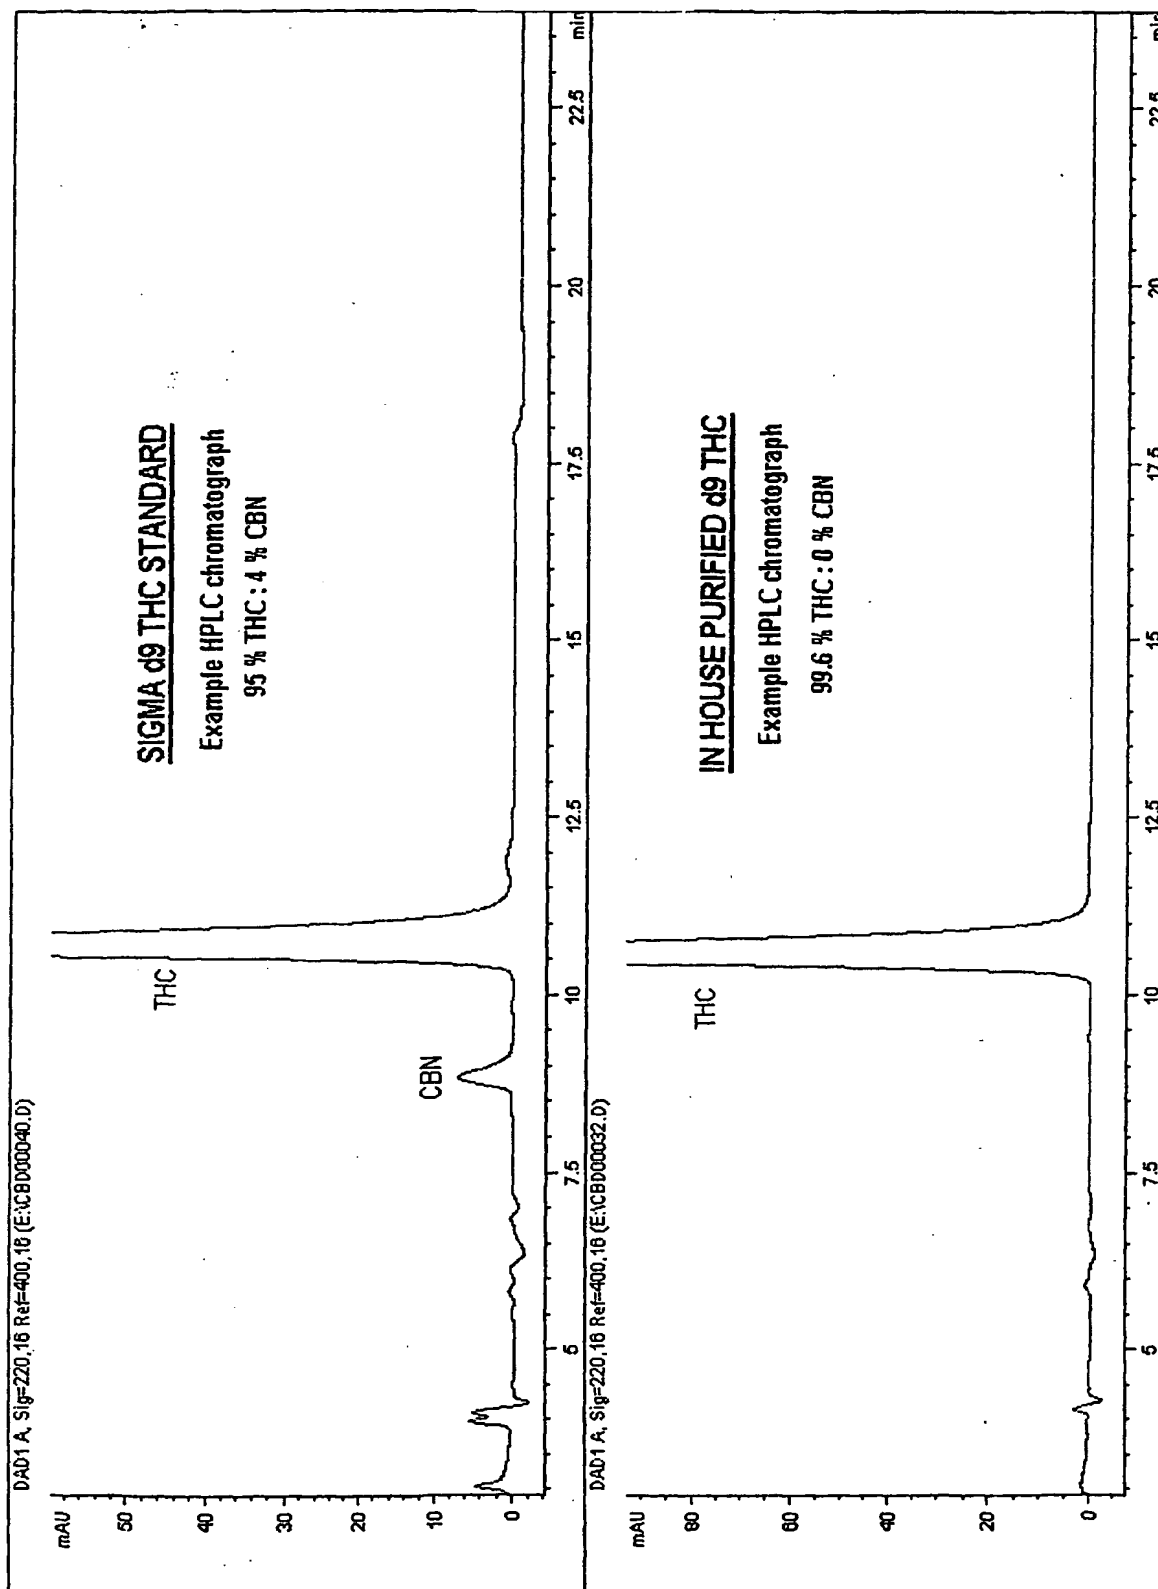 DAD1 A, Sig=220,16 Ref=400,16 (E:\CBD00040.D)
mAU
50
40
30
20
10
0
SIGMA d9 THC STANDARD
Example HPLC chromatograph
95 % THC: 4 % CBN
THC
CBN
5
7.5
10
12.5
15
17.5
20
22.5
min
DAD1 A, Sig=220,16 Ref=400,16 (E:\CBD00032.D)
mAU
80
60
40
20
0
IN HOUSE PURIFIED d9 THC
Example HPLC chromatograph
99.6 % THC: 0 % CBN
THC
5
7.5
10
12.5
15
17.5
20
22.5
min